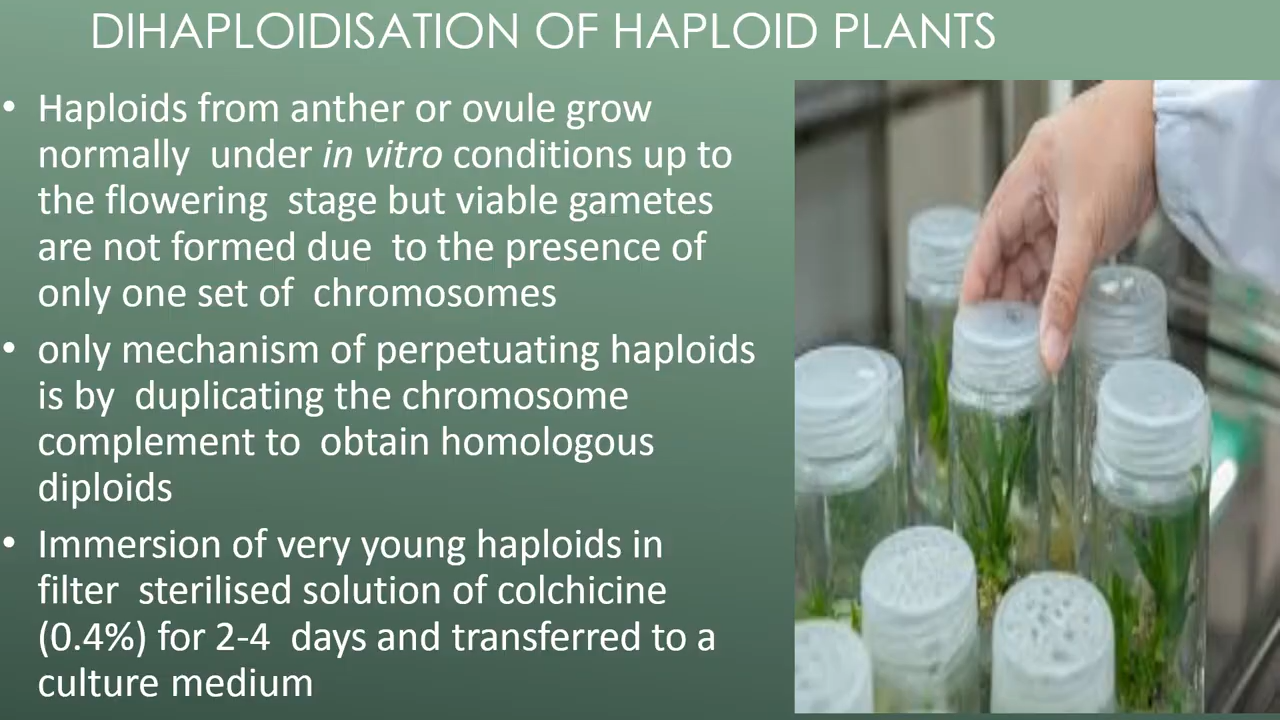 DIHAPLOIDISATION OF HAPLOID PLANTS
• Haploids from anther or ovule grow
normally under in vitro conditions up to
the flowering stage but viable gametes
are not formed due to the presence of
only one set of chromosomes
• only mechanism of perpetuating haploids
is by duplicating the chromosome
complement to obtain homologous
diploids
• Immersion of very young haploids in
filter sterilised solution of colchicine
(0.4%) for 2-4 days and transferred to a
culture medium